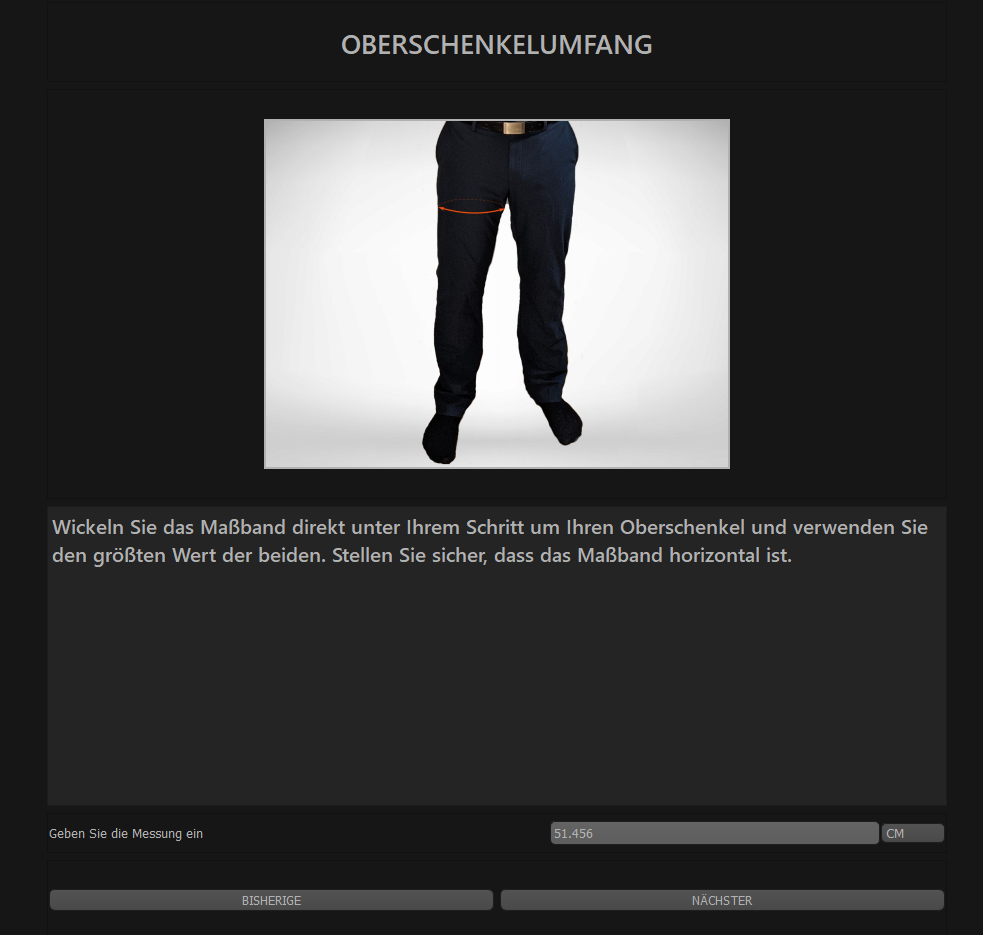 OBERSCHENKELUMFANG
Wickeln Sie das Maßband direkt unter Ihrem Schritt um Ihren Oberschenkel und verwenden Sie
den größten Wert der beiden. Stellen Sie sicher, dass das Maßband horizontal ist.
Geben Sie die Messung ein 51.456 CM
BISHERIGE NÄCHSTER